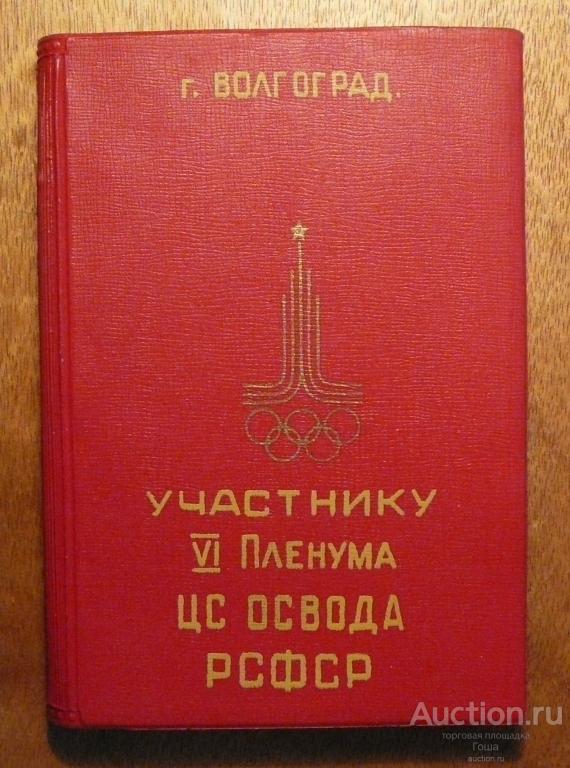 г. ВОЛГОГРАД.
УЧАСТНИКУ
VI ПЛЕНУМА
ЦС ОСВОДА
РСФСР
Auction.ru
торговая площадка
Гоша
auction.ru